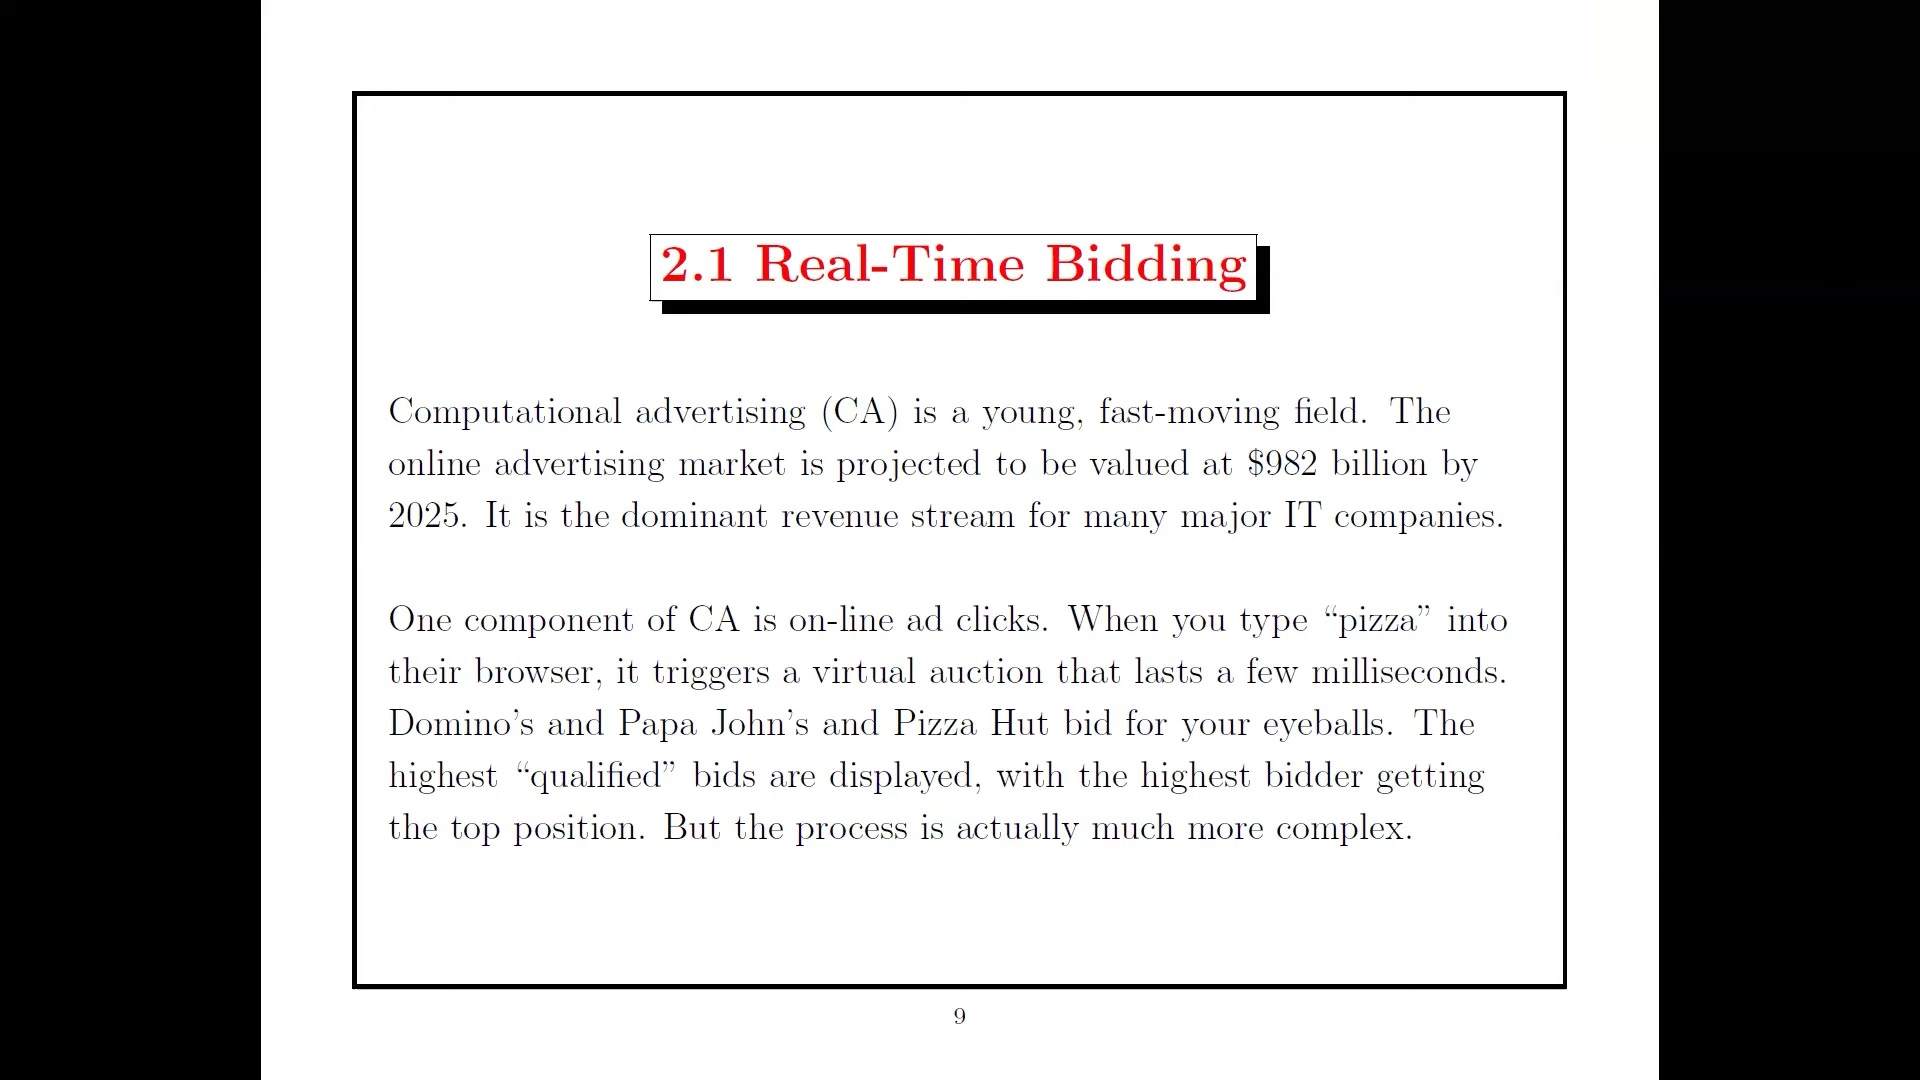 2.1 Real-Time Bidding
Computational advertising (CA) is a young, fast-moving field. The
online advertising market is projected to be valued at $982 billion by
2025. It is the dominant revenue stream for many major IT companies.
One component of CA is on-line ad clicks. When you type “pizza” into
their browser, it triggers a virtual auction that lasts a few milliseconds.
Domino’s and Papa John’s and Pizza Hut bid for your eyeballs. The
highest “qualified” bids are displayed, with the highest bidder getting
the top position. But the process is actually much more complex.
9